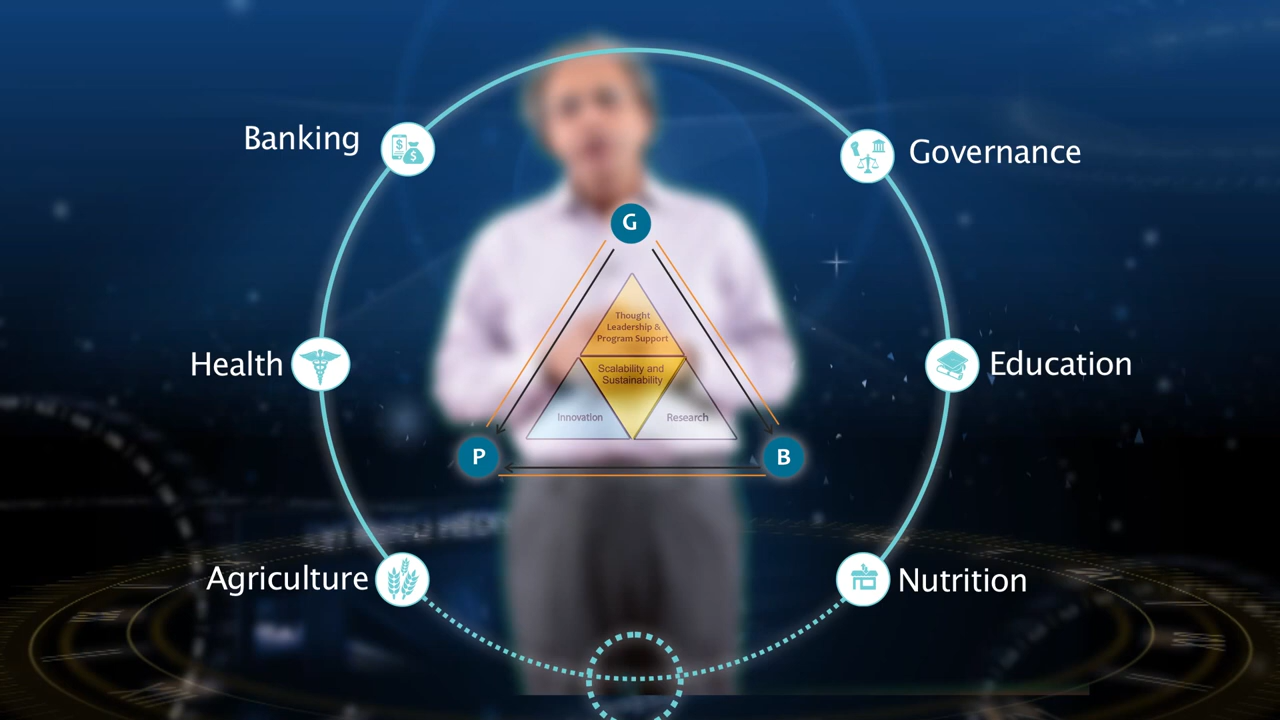 Banking
Governance
G
Thought
Leadership &
Program Support
Scalability and
Sustainability
Health
Education
Innovation
Research
P
B
Agriculture
Nutrition